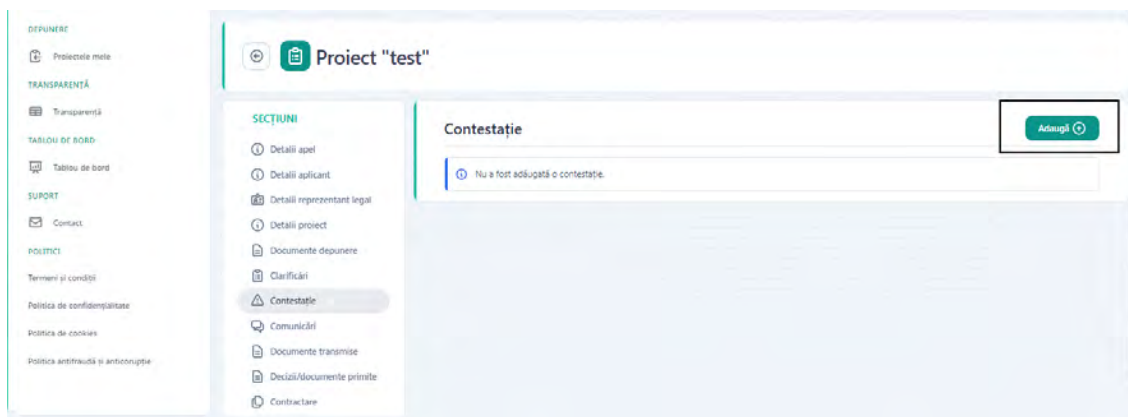 DEPUNERE
Proiectele mele
TRANSPARENȚĂ
Transparență
TABLOU DE BORD
Tablou de bord
SUPORT
Contact
POLITICI
Termeni și condiții
Politica de confidențialitate
Politica de cookies
Politica antifraudă și anticorupție
Proiect "test"
SECȚIUNI
Detalii apel
Detalii aplicant
Detalii reprezentant legal
Detalii proiect
Documente depunere
Clarificări
Contestație
Comunicări
Documente transmise
Decizii/documente primite
Contractare
Contestație
Adaugă
Nu a fost adăugată o contestație.